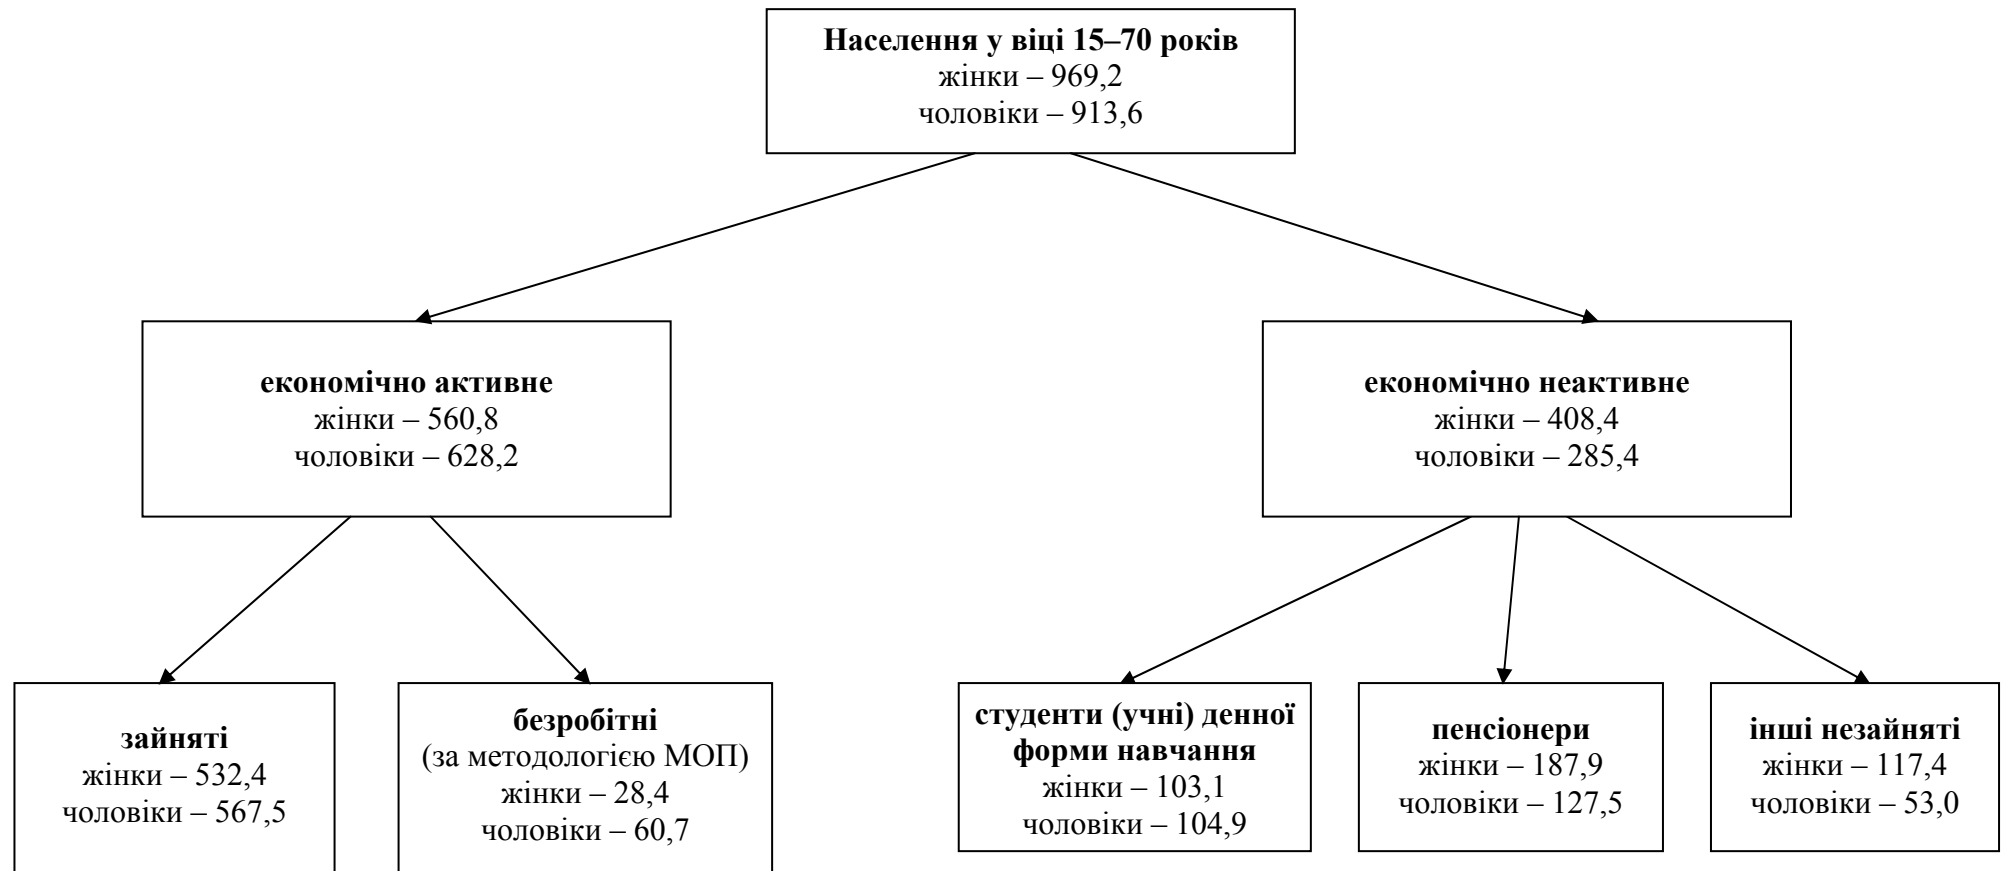 Населення у віці 15–70 років
жінки – 969,2
чоловіки – 913,6
економічно активне
жінки – 560,8
чоловіки – 628,2
економічно неактивне
жінки – 408,4
чоловіки – 285,4
зайняті
жінки – 532,4
чоловіки – 567,5
безробітні
(за методологією МОП)
жінки – 28,4
чоловіки – 60,7
студенти (учні) денної
форми навчання
жінки – 103,1
чоловіки – 104,9
пенсіонери
жінки – 187,9
чоловіки – 127,5
інші незайняті
жінки – 117,4
чоловіки – 53,0